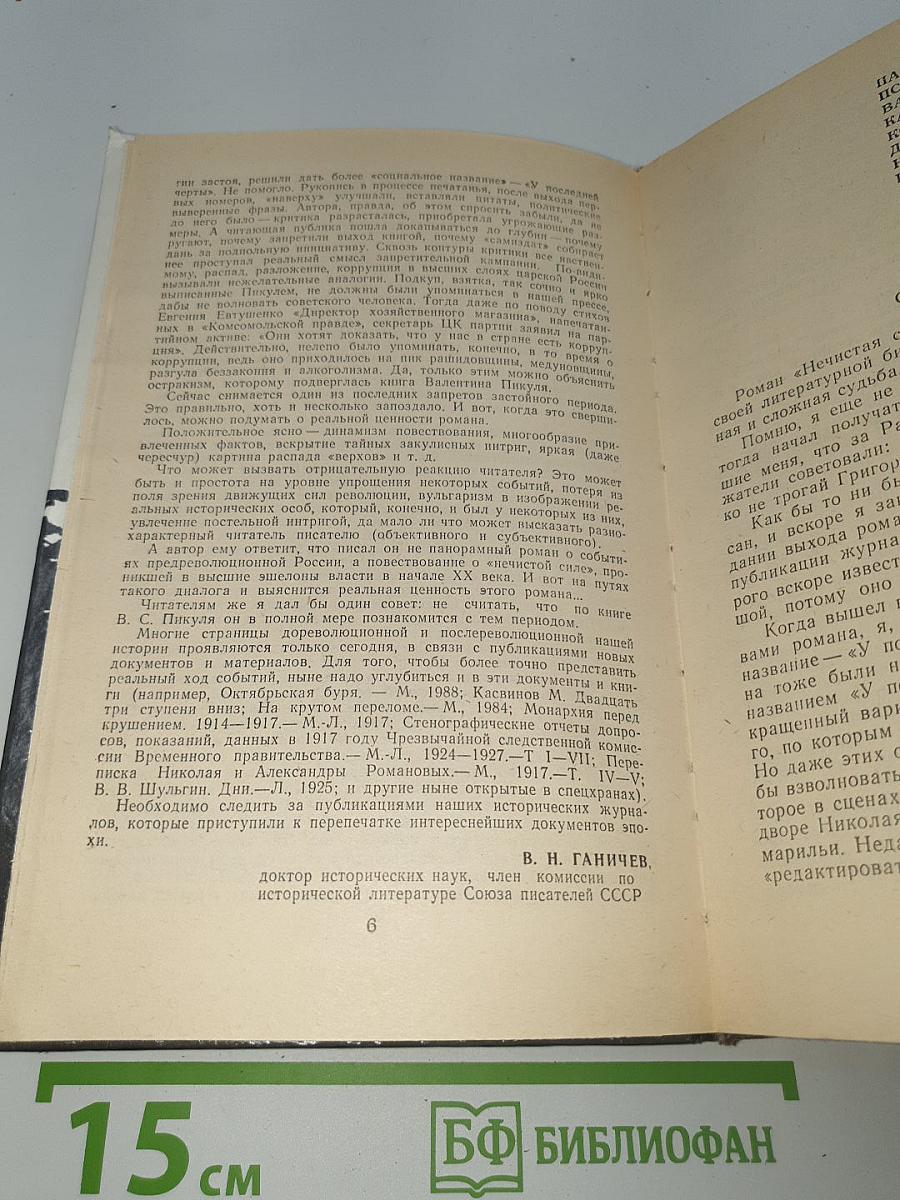 гии застоя, решили дать более «социальное название» — «У последней
черты». Не помогло. Рукопись в процессе печатанья, после выхода пер-
вых номеров, «наверху» улучшали, вставляли цитаты, политические
выверенные фразы. Автора, правда, об этом спросить забыли, да не
до него было — критика разрасталась, приобретала угрожающие раз-
меры. А читающая публика пошла докапываться до глубин — почему
ругают, почему запретили выход книгой, почему «самиздат» собирает
дань за подпольную инициативу. Сквозь контуры критики все явствен-
нее проступал реальный смысл запретительной кампании. По-види-
мому, распад, разложение, коррупция в высших слоях царской России
вызывали нежелательные аналогии. Подкуп, взятка, так сочно и ярко
выписанные Пикулем, не должны были упоминаться в нашей прессе,
дабы не волновать советского человека. Тогда даже по поводу стихов
Евгения Евтушенко «Директор хозяйственного магазина», напечатан-
ных в «Комсомольской правде», секретарь ЦК партии заявил на пар-
тийном активе: «Они хотят доказать, что у нас в стране есть корруп-
ция». Действительно, нелепо было упоминать, конечно, в то время о
коррупции, ведь оно приходилось на пик рашидовщины, медуновщины,
разгула беззакония и алкоголизма. Да, только этим можно объяснить
остракизм, которому подверглась книга Валентина Пикуля.
Сейчас снимается один из последних запретов застойного периода.
Это правильно, хоть и несколько запоздало. И вот, когда это сверши-
лось, можно подумать о реальной ценности романа.
Положительное ясно — динамизм повествования, многообразие при-
влеченных фактов, вскрытие тайных закулисных интриг, яркая (даже
чересчур) картина распада «верхов» и т. д.
Что может вызвать отрицательную реакцию читателя? Это может
быть и простота на уровне упрощения некоторых событий, потеря из
поля зрения движущих сил революции, вульгаризм в изображении ре-
альных исторических особ, который, конечно, и был у некоторых из них,
увлечение постельной интригой, да мало ли что может высказать разно-
характерный читатель писателю (объективного и субъективного).
А автор ему ответит, что писал он не панорамный роман о событи-
ях предреволюционной России, а повествование о «нечистой силе», про-
никшей в высшие эшелоны власти в начале XX века. И вот на путях
такого диалога и выяснится реальная ценность этого романа...
Читателям же я дал бы один совет: не считать, что по книге
В. С. Пикуля он в полной мере познакомится с тем периодом.
Многие страницы дореволюционной и послереволюционной нашей
истории проявляются только сегодня, в связи с публикациями новых
документов и материалов. Для того, чтобы более точно представить
реальный ход событий, ныне надо углубиться и в эти документы и кни-
ги (например, Октябрьская буря. — М., 1988; Касвинов М. Двадцать
три ступени вниз; На крутом переломе.— М., 1984; Монархия перед
крушением. 1914—1917.— М.-Л., 1917; Стенографические отчеты допро-
сов, показаний, данных в 1917 году Чрезвычайной следственной комис-
сии Временного правительства.— М.-Л., 1924—1927.—Т I—VII; Пере-
писка Николая и Александры Романовых.— М., 1917.—Т. IV—V;
В. В. Шульгин. Дни.—Л., 1925; и другие ныне открытые в спецхранах).
Необходимо следить за публикациями наших исторических журна-
лов, которые приступили к перепечатке интереснейших документов эпо-
хи.
В. Н. ГАНИЧЕВ,
доктор исторических наук, член комиссии по
исторической литературе Союза писателей СССР
6
Роман «Нечистая с
своей литературной би
ная и сложная судьба
Помню, я еще не
тогда начал получат
шие меня, что за Ра
жатели советовали:
ко не трогай Григор
Как бы то ни бы
сан, и вскоре я зак
дании выхода рома
публикации журна
рого вскоре извест
шой, потому оно
Когда вышел
вами романа, я,
название — «У по
на тоже были н
названием «У п
кращенный вари
го, по которым
Но даже этих о
бы взволновать
торое в сценах
дворе Николая
марильи. Неда
«редактироват
15 см
БФ БИБЛИОФАН